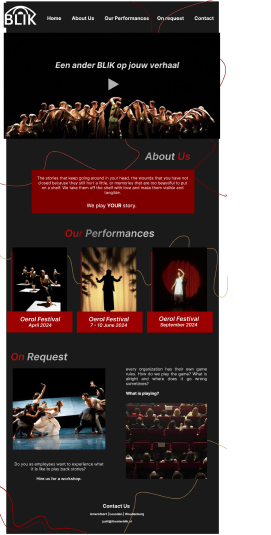 BLIK
Home About Us Our Performances On request Contact
Een ander BLIK op jouw verhaal
About Us
The stories that keep going around in your head, the wounds that you have not
closed because they still hurt a little, or memories that are too beautiful to put
on a shelf. We take them off the shelf with love and make them visible and
tangible.
We play YOUR story.
Our Performances
Oerol Festival
April 2024
Oerol Festival
7 - 10 June 2024
Oerol Festival
September 2024
On Request
every organization has their own game
rules. How do we play the game? What is
alright and where does it go wrong
sometimes?
What is playing?
Do you as employees want to experience what
it is like to play back stories?
Hire us for a workshop.
Contact Us